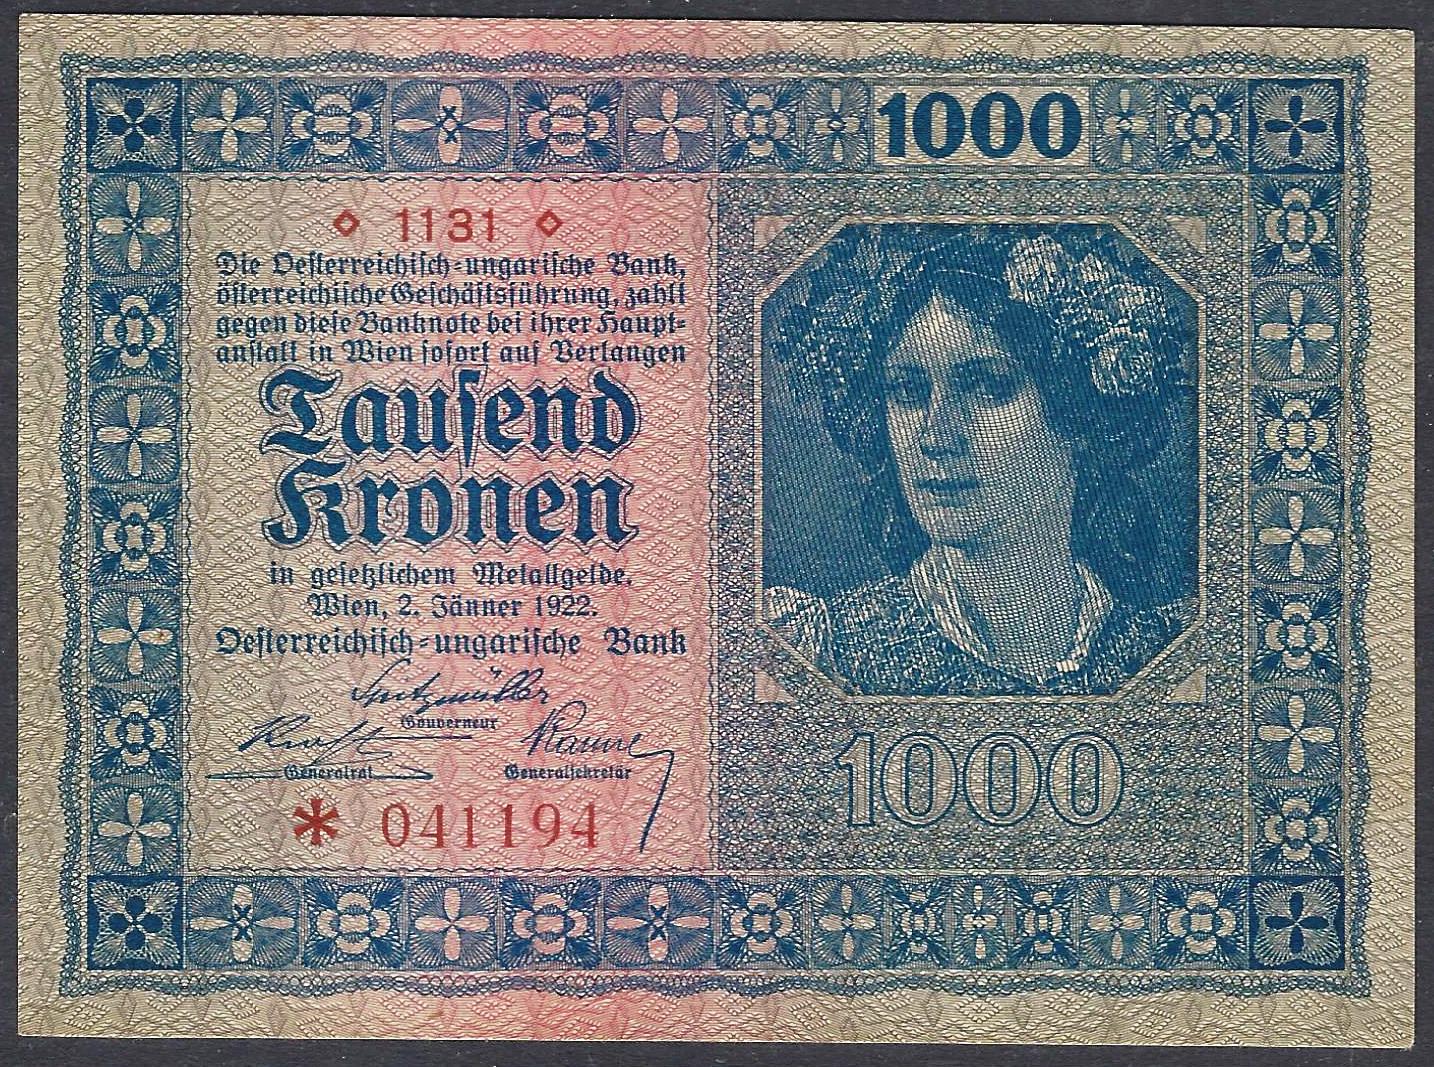 1000
1131
Die Oesterreichisch-ungarische Bank,
österreichische Geschäftsführung, zahlt
gegen diese Banknote bei ihrer Haupt-
anstalt in Wien sofort auf Verlangen
Tausend
Kronen
in gesetzlichem Metallgelde.
Wien, 2. Jänner 1922.
Oesterreichisch-ungarische Bank
Spitzmüller
Gouverneur
Generalrat
Generalsekretär
* 041194
1000